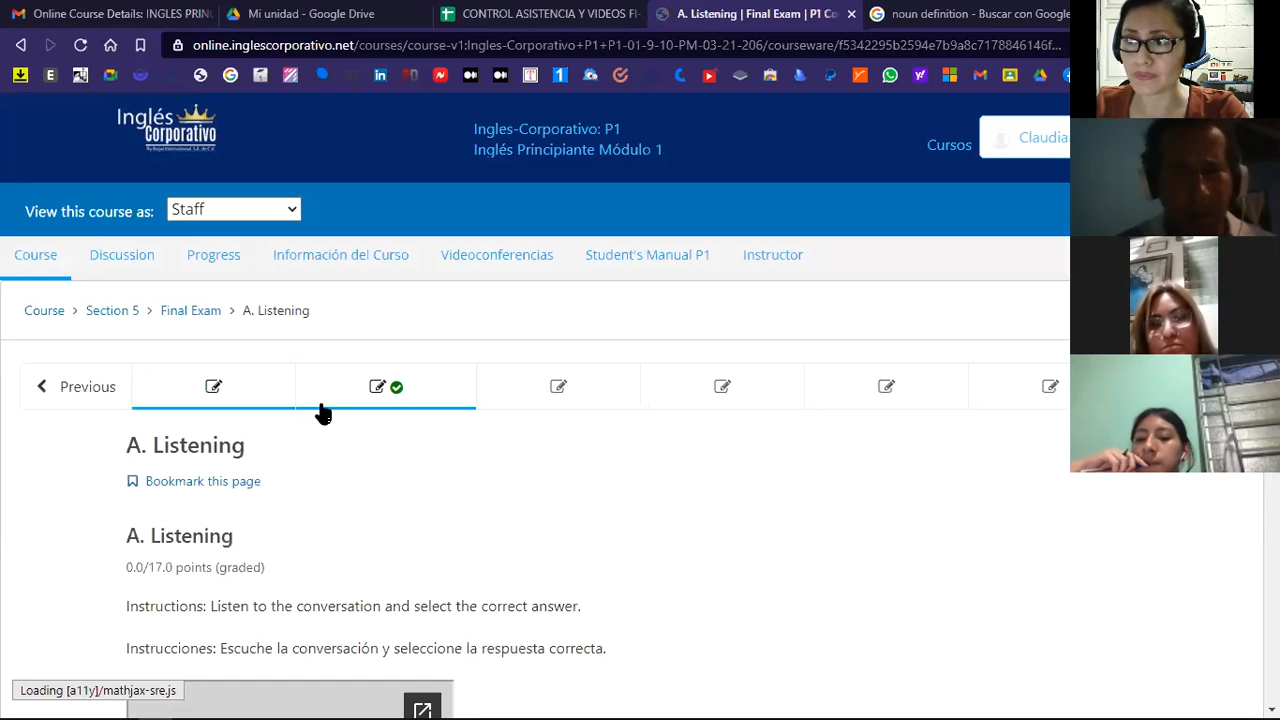 Online Course Details: INGLES PRIN
Mi unidad - Google Drive
CONTROL ASISTENCIA Y VIDEOS FI
A. Listening | Final Exam | P1 Co
noun definition - Buscar con Google
online.inglescorporativo.net/courses/course-v1:Ingles-Corporativo+P1+P1-01-9-10-PM-03-21-206/courseware/f5342295b3594e7b9a8c7178846146f...
Inglés
Corporativo
Ingles-Corporativo: P1
Inglés Principiante Módulo 1
Cursos
Claudia
View this course as:
Staff
Course
Discussion
Progress
Información del Curso
Videoconferencias
Student's Manual P1
Instructor
Course > Section 5 > Final Exam > A. Listening
Previous
A. Listening
Bookmark this page
A. Listening
0.0/17.0 points (graded)
Instructions: Listen to the conversation and select the correct answer.
Instrucciones: Escuche la conversación y seleccione la respuesta correcta.
Loading [a11y]/mathjax-sre.js